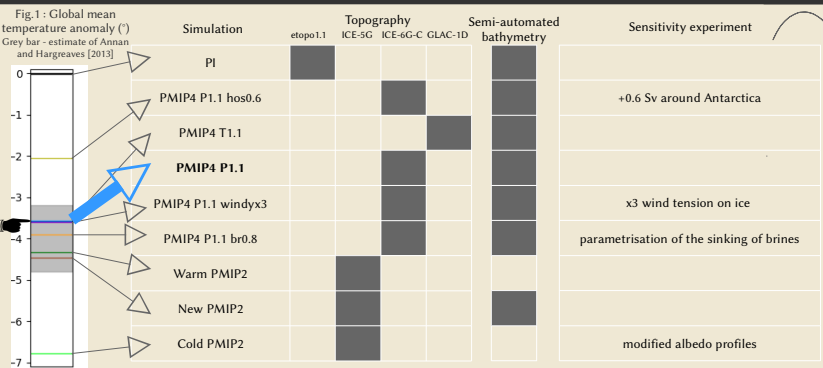 Fig.1 : Global mean
temperature anomaly (°)
Grey bar - estimate of Annan
and Hargreaves [2013]
Simulation
Topography
etopo1.1 ICE-5G ICE-6G-C GLAC-1D
Semi-automated
bathymetry
Sensitivity experiment
0
-1
-2
-3
-4
-5
-6
-7
PI
PMIP4 P1.1 hos0.6 +0.6 Sv around Antarctica
PMIP4 T1.1
PMIP4 P1.1
PMIP4 P1.1 windyx3 x3 wind tension on ice
PMIP4 P1.1 br0.8 parametrisation of the sinking of brines
Warm PMIP2
New PMIP2
Cold PMIP2 modified albedo profiles